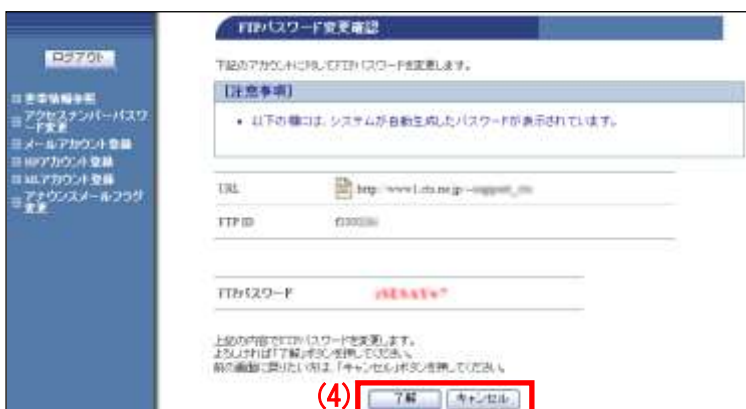 FTPパスワード変更確認
ログアウト
下記のアカウントに対してFTPパスワードを変更します。
【注意事項】
• 以下の欄には、システムが自動生成したパスワードが表示されています。
アクセスナンバーパスワ
ード変更
メールアカウント登録
HPアカウント登録
MLアカウント登録
アナウンスメールフラグ
変更
URL
FTP ID
FTPパスワード
上記の内容でFTPパスワードを変更します。
よろしければ「了解」ボタンを押してください。
前の画面に戻りたい方は、「キャンセル」ボタンを押してください。
(4)
了解
キャンセル